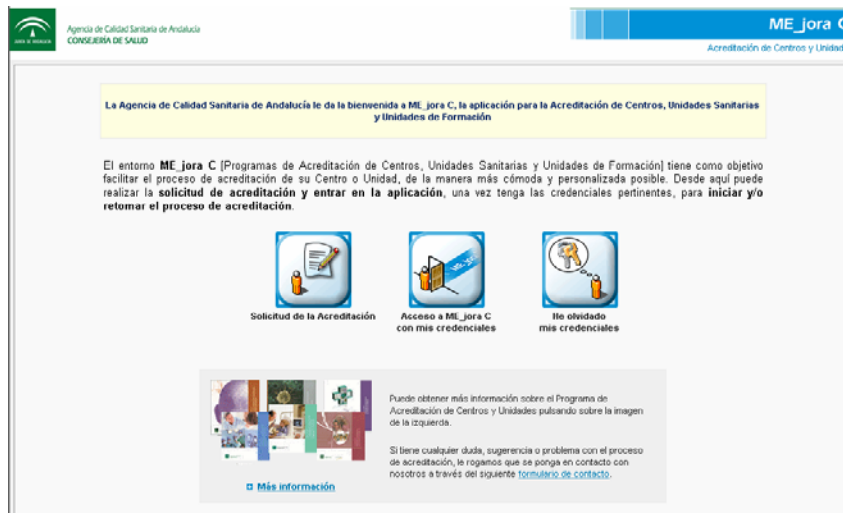 Agencia de Calidad Sanitaria de Andalucía
CONSEJERÍA DE SALUD
ME_jora C
Acreditación de Centros y Unidad
La Agencia de Calidad Sanitaria de Andalucía le da la bienvenida a ME_jora C, la aplicación para la Acreditación de Centros, Unidades Sanitarias
y Unidades de Formación
El entorno ME_jora C [Programas de Acreditación de Centros, Unidades Sanitarias y Unidades de Formación] tiene como objetivo
facilitar el proceso de acreditación de su Centro o Unidad, de la manera más cómoda y personalizada posible. Desde aquí puede
realizar la solicitud de acreditación y entrar en la aplicación, una vez tenga las credenciales pertinentes, para iniciar y/o
retomar el proceso de acreditación.
Solicitud de la Acreditación
Acceso a ME_jora C
con mis credenciales
He olvidado
mis credenciales
Puede obtener más información sobre el Programa de
Acreditación de Centros y Unidades pulsando sobre la imagen
de la izquierda.
Si tiene cualquier duda, sugerencia o problema con el proceso
de acreditación, le rogamos que se ponga en contacto con
nosotros a través del siguiente formulario de contacto.
Más información